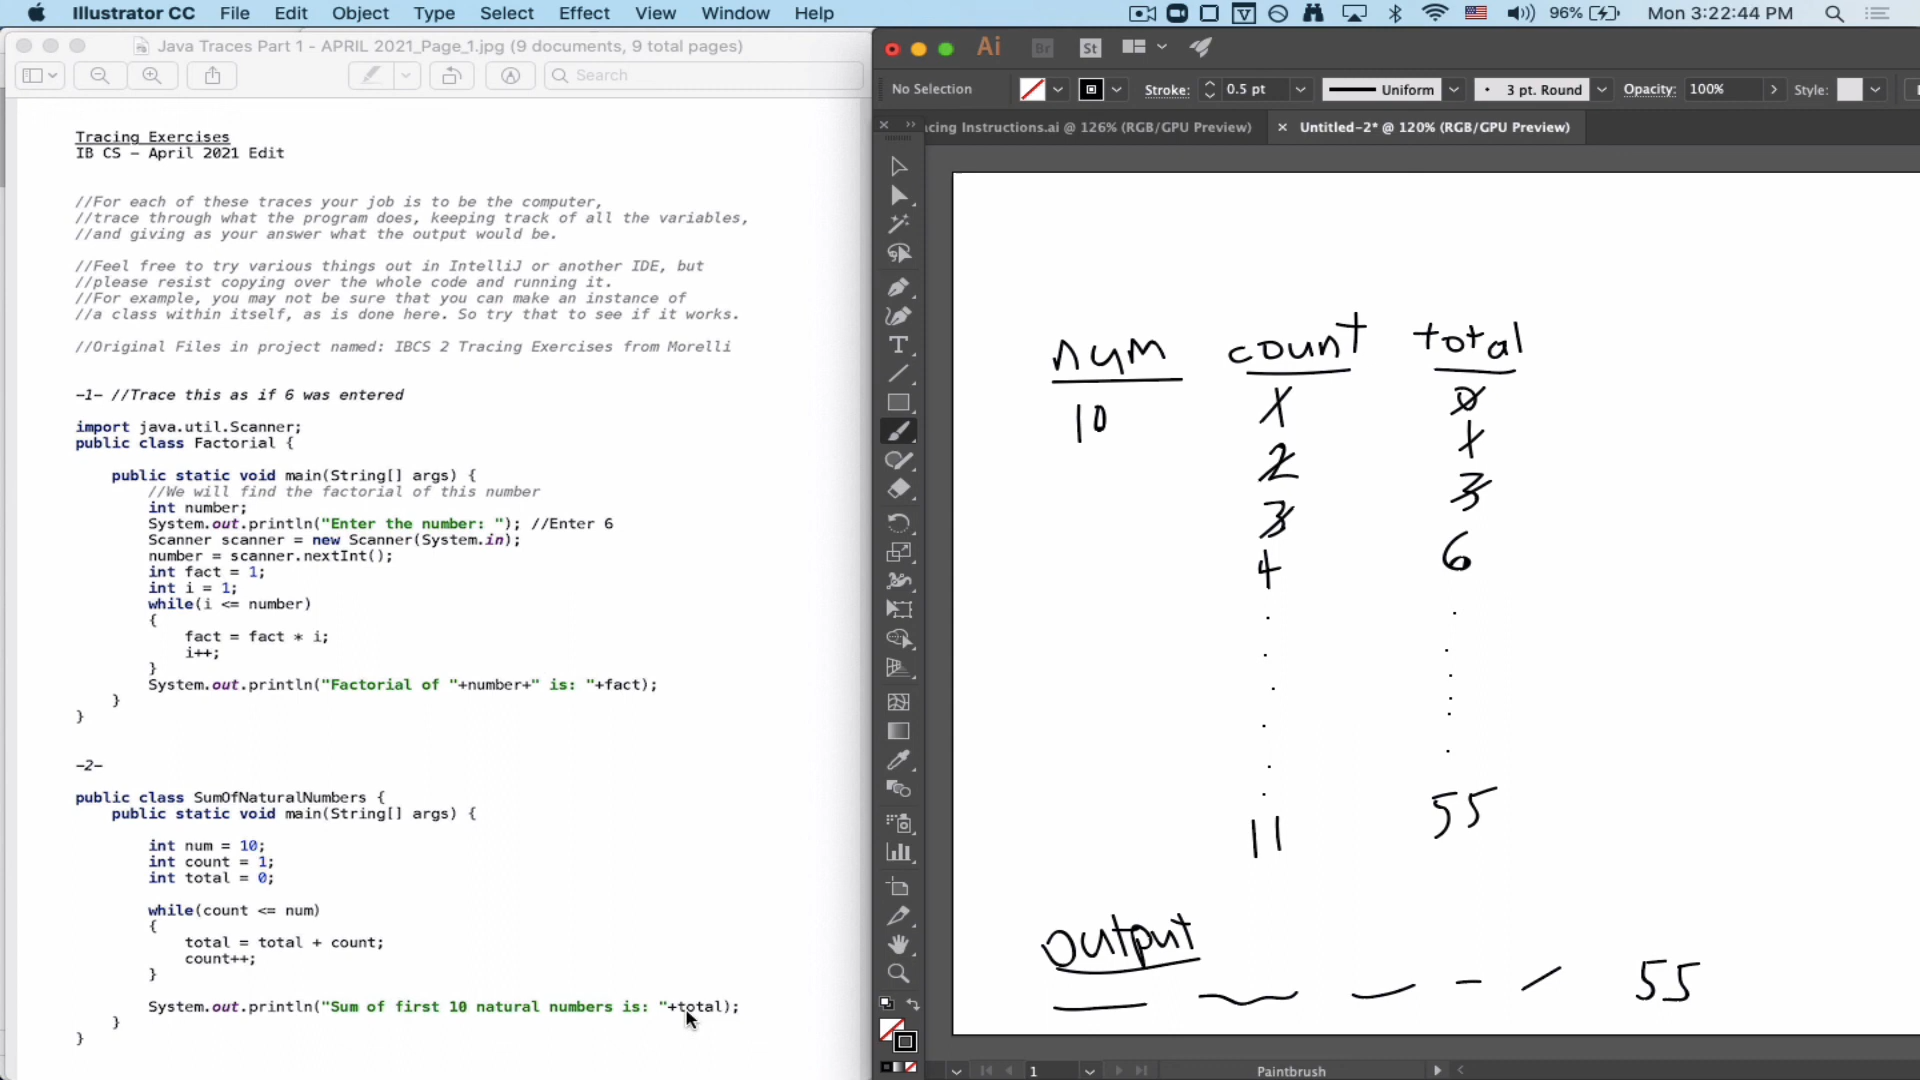 Illustrator CC File Edit Object Type Select Effect View Window Help 96% Mon 3:22:44 PM
Java Traces Part 1 - APRIL 2021_Page_1.jpg (9 documents, 9 total pages)
Search
Tracing Exercises
IB CS – April 2021 Edit
//For each of these traces your job is to be the computer,
//trace through what the program does, keeping track of all the variables,
//and giving as your answer what the output would be.
//Feel free to try various things out in IntelliJ or another IDE, but
//please resist copying over the whole code and running it.
//For example, you may not be sure that you can make an instance of
//a class within itself, as is done here. So try that to see if it works.
//Original Files in project named: IBCS 2 Tracing Exercises from Morelli
-1- //Trace this as if 6 was entered
import java.util.Scanner;
public class Factorial {
public static void main(String[] args) {
//We will find the factorial of this number
int number;
System.out.println("Enter the number: "); //Enter 6
Scanner scanner = new Scanner(System.in);
number = scanner.nextInt();
int fact = 1;
int i = 1;
while(i <= number)
{
fact = fact * i;
i++;
}
System.out.println("Factorial of "+number+" is: "+fact);
}
}
-2-
public class SumOfNaturalNumbers {
public static void main(String[] args) {
int num = 10;
int count = 1;
int total = 0;
while(count <= num)
{
total = total + count;
count++;
}
System.out.println("Sum of first 10 natural numbers is: "+total);
}
}
Ai Br St
No Selection Stroke: 0.5 pt Uniform 3 pt. Round Opacity: 100% Style:
cing Instructions.ai @ 126% (RGB/GPU Preview) Untitled-2* @ 120% (RGB/GPU Preview)
num count total
10 1 0
2 1
3 3
4 6
11 55
Output
55
1 Paintbrush